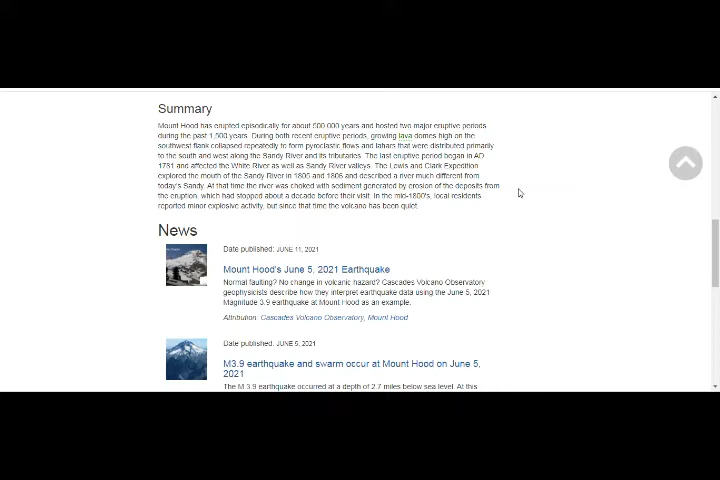 Summary
Mount Hood has erupted episodically for about 500,000 years and hosted two major eruptive periods
during the past 1,500 years. During both recent eruptive periods, growing lava domes high on the
southwest flank collapsed repeatedly to form pyroclastic flows and lahars that were distributed primarily
to the south and west along the Sandy River and its tributaries. The last eruptive period began in AD
1781 and affected the White River as well as Sandy River valleys. The Lewis and Clark Expedition
explored the mouth of the Sandy River in 1805 and 1806 and described a river much different from
today's Sandy. At that time the river was choked with sediment generated by erosion of the deposits from
the eruption, which had stopped about a decade before their visit. In the mid-1800's, local residents
reported minor explosive activity, but since that time the volcano has been quiet.
News
Date published: JUNE 11, 2021
Mount Hood's June 5, 2021 Earthquake
Normal faulting? No change in volcanic hazard? Cascades Volcano Observatory
geophysicists describe how they interpret earthquake data using the June 5, 2021
Magnitude 3.9 earthquake at Mount Hood as an example.
Attribution: Cascades Volcano Observatory, Mount Hood
Date published: JUNE 5, 2021
M3.9 earthquake and swarm occur at Mount Hood on June 5,
2021
The M 3.9 earthquake occurred at a depth of 2.7 miles below sea level. At this